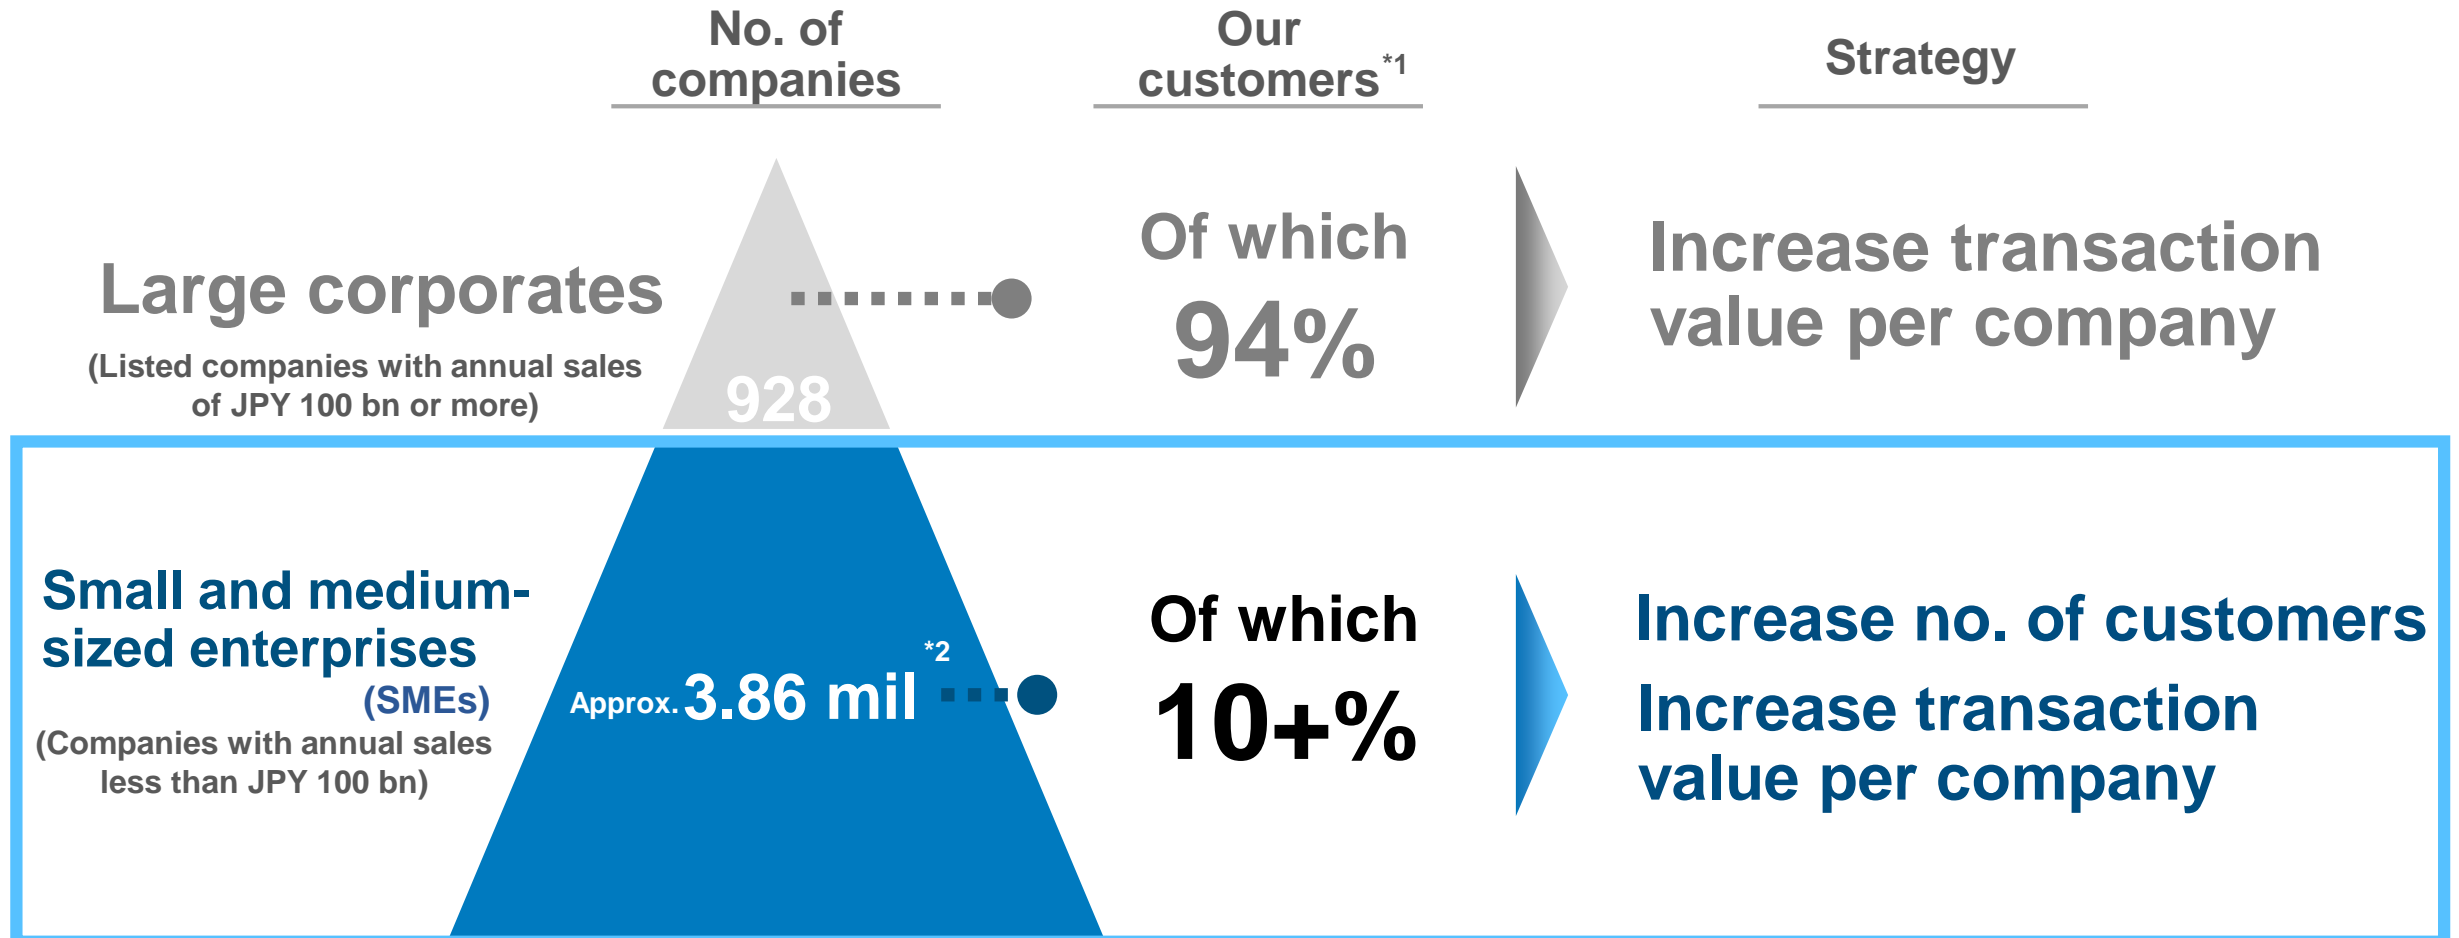 No. of
companies
Our
customers*1
Strategy
Large corporates
(Listed companies with annual sales
of JPY 100 bn or more)
928
Of which
94%
Increase transaction
value per company
Small and medium-
sized enterprises
(SMEs)
(Companies with annual sales
less than JPY 100 bn)
Approx. 3.86 mil *2
Of which
10+%
Increase no. of customers
Increase transaction
value per company